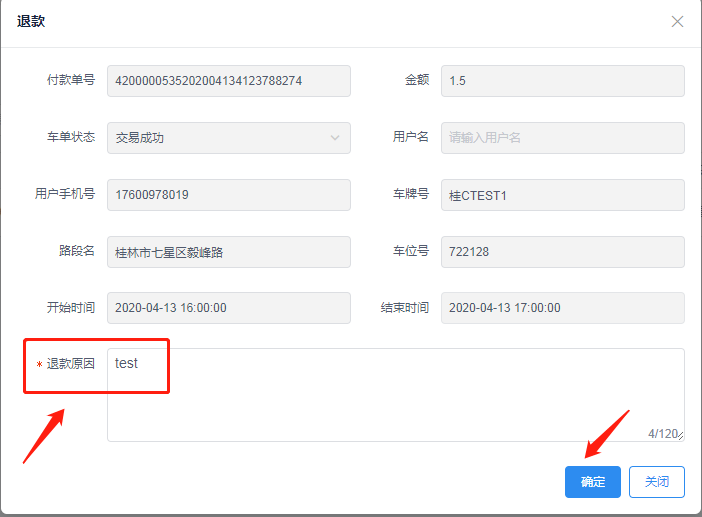 退款
付款单号 4200000535202004134123788274 金额 1.5
车单状态 交易成功 用户名 请输入用户名
用户手机号 17600978019 车牌号 桂CTEST1
路段名 桂林市七星区毅峰路 车位号 722128
开始时间 2020-04-13 16:00:00 结束时间 2020-04-13 17:00:00
* 退款原因 test
4/120
确定 关闭